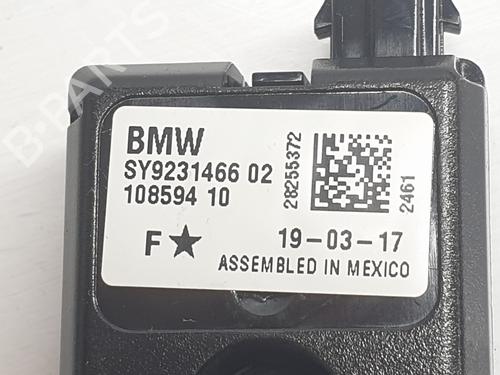 BMW
SY9231466 02
108594 10
28255372
2461
F★
19-03-17
ASSEMBLED IN MEXICO
B-PARTS